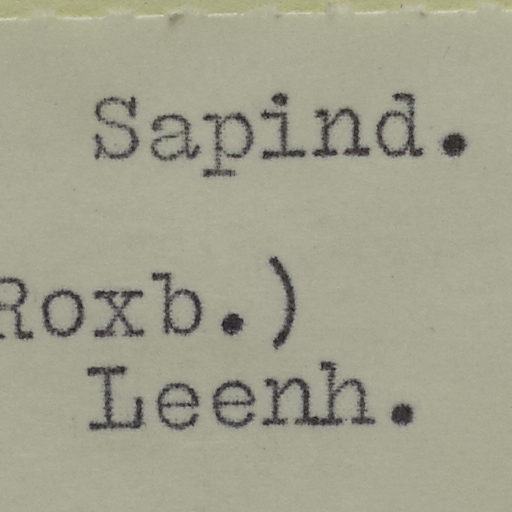 Sapind.
Roxb.)
Leenh.